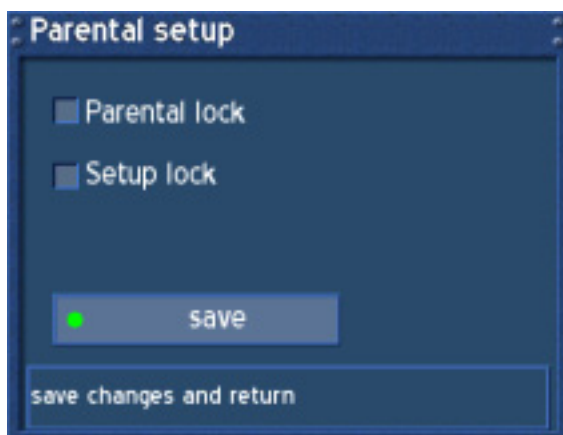 Parental setup
Parental lock
Setup lock
save
save changes and return